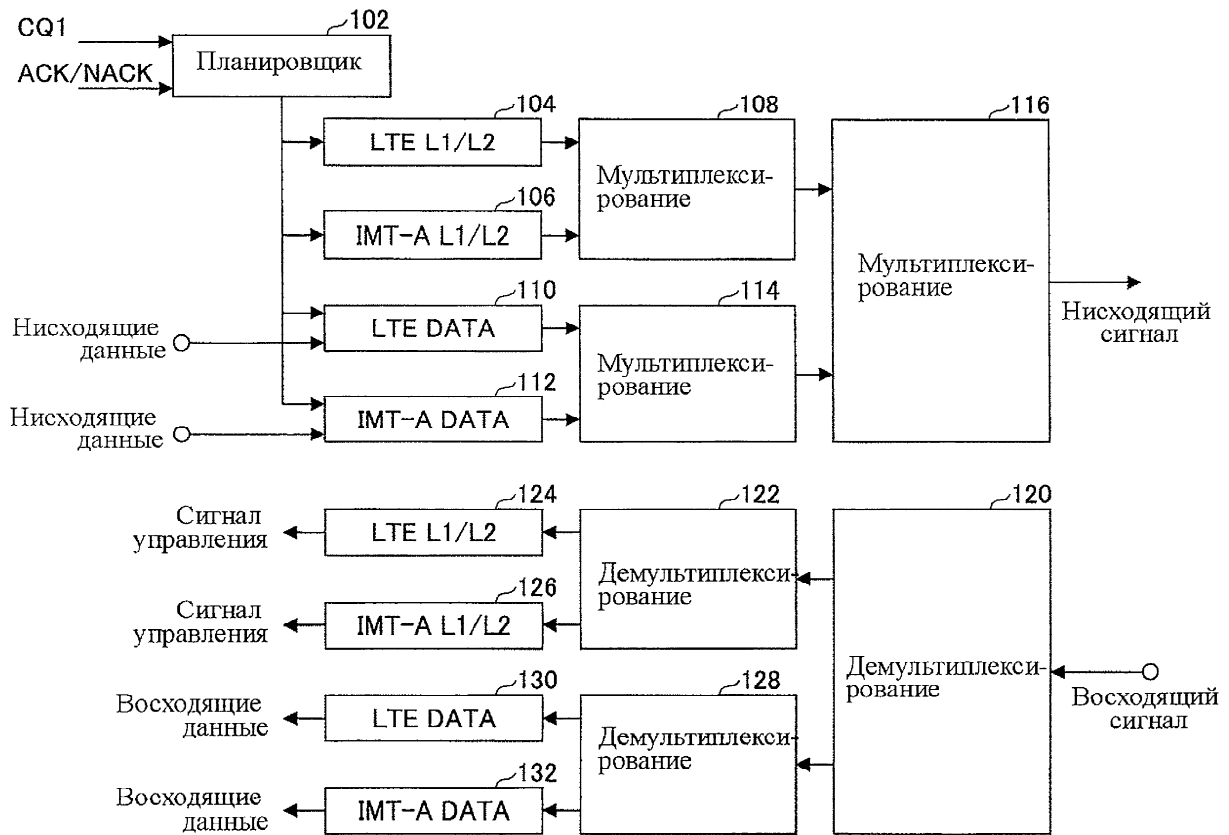 CQ1
102
Планировщик
ACK/NACK
104
108
116
LTE L1/L2
Мультиплекси-
рование
106
IMT-A L1/L2
Мультиплекси-
рование
110
114
Нисходящие
данные
LTE DATA
Нисходящий
сигнал
Мультиплекси-
рование
112
Нисходящие
данные
IMT-A DATA
124
122
120
Сигнал
управления
LTE L1/L2
Демультиплекси-
рование
126
Сигнал
управления
IMT-A L1/L2
Демультиплекси-
рование
130
128
Восходящий
сигнал
Восходящие
данные
LTE DATA
Демультиплекси-
рование
132
Восходящие
данные
IMT-A DATA